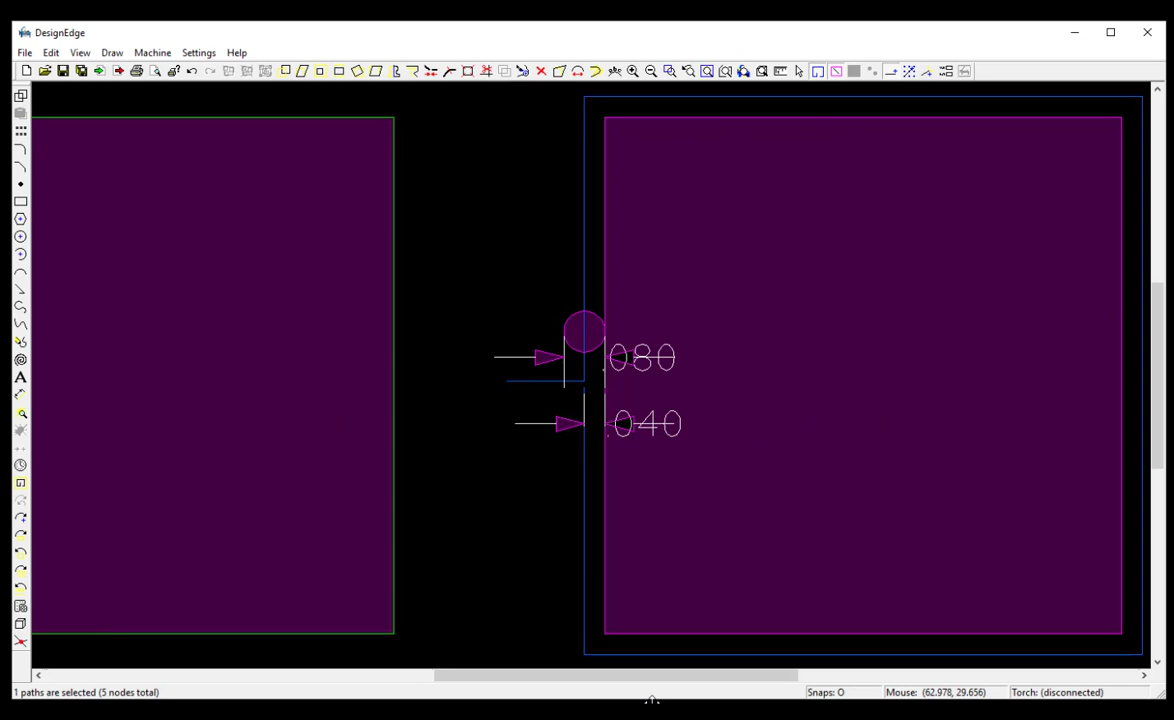 DesignEdge
File Edit View Draw Machine Settings Help
.080
.040
1 paths are selected (5 nodes total)
Snaps: O
Mouse: (62.978, 29.656)
Torch: (disconnected)